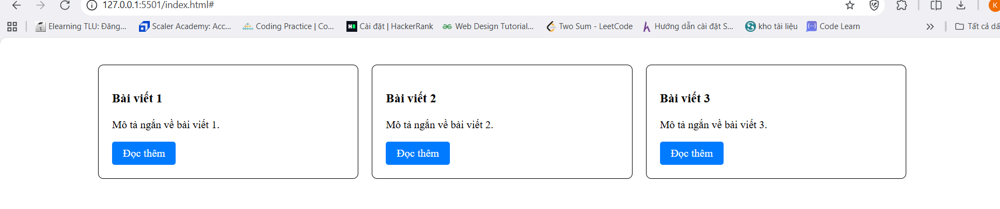 127.0.0.1:5501/index.html#
K
Elearning TLU: Đăng... Scaler Academy: Acc... Coding Practice | Co... Cài đặt | HackerRank Web Design Tutorial... Two Sum - LeetCode Hướng dẫn cài đặt S... kho tài liệu Code Learn Tất cả dấ
Bài viết 1 Bài viết 2 Bài viết 3
Mô tả ngắn về bài viết 1. Mô tả ngắn về bài viết 2. Mô tả ngắn về bài viết 3.
Đọc thêm Đọc thêm Đọc thêm